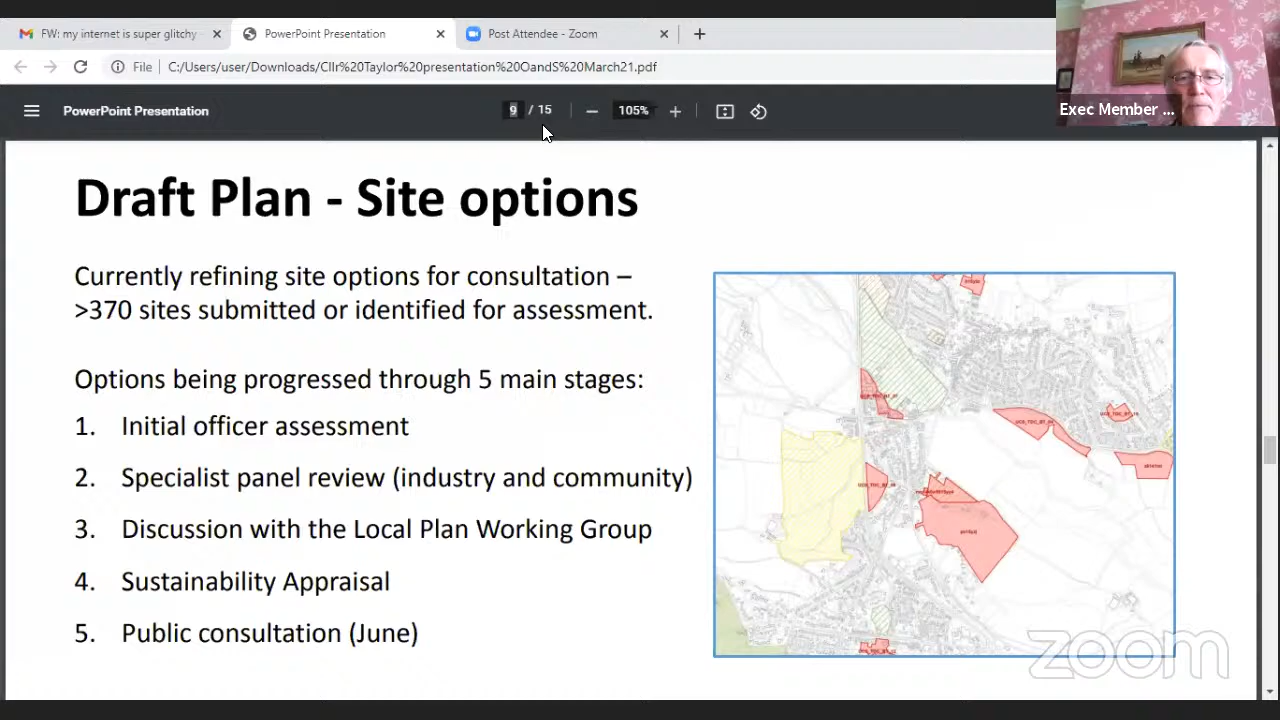 FW: my internet is super glitchy
PowerPoint Presentation
Post Attendee - Zoom
File
C:/Users/user/Downloads/Cllr%20Taylor%20presentation%20OandS%20March21.pdf
Exec Member ...
PowerPoint Presentation
9 / 15
105%
Draft Plan - Site options
Currently refining site options for consultation –
>370 sites submitted or identified for assessment.
Options being progressed through 5 main stages:
1. Initial officer assessment
2. Specialist panel review (industry and community)
3. Discussion with the Local Plan Working Group
4. Sustainability Appraisal
5. Public consultation (June)
zoom